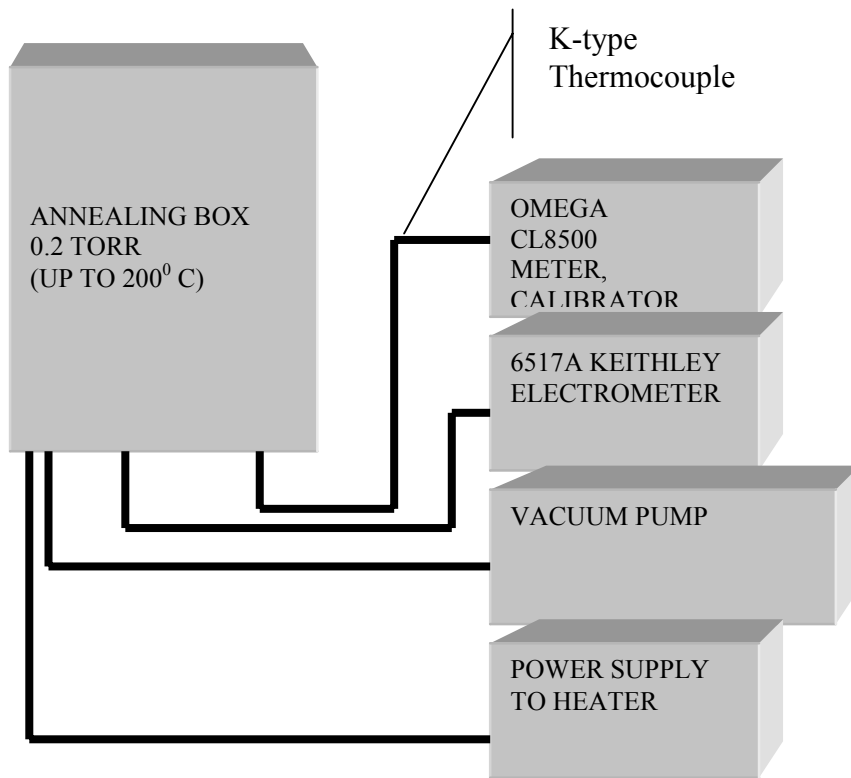 K-type
Thermocouple
ANNEALING BOX
0.2 TORR
(UP TO 200⁰ C)
OMEGA
CL8500
METER,
CALIBRATOR
6517A KEITHLEY
ELECTROMETER
VACUUM PUMP
POWER SUPPLY
TO HEATER